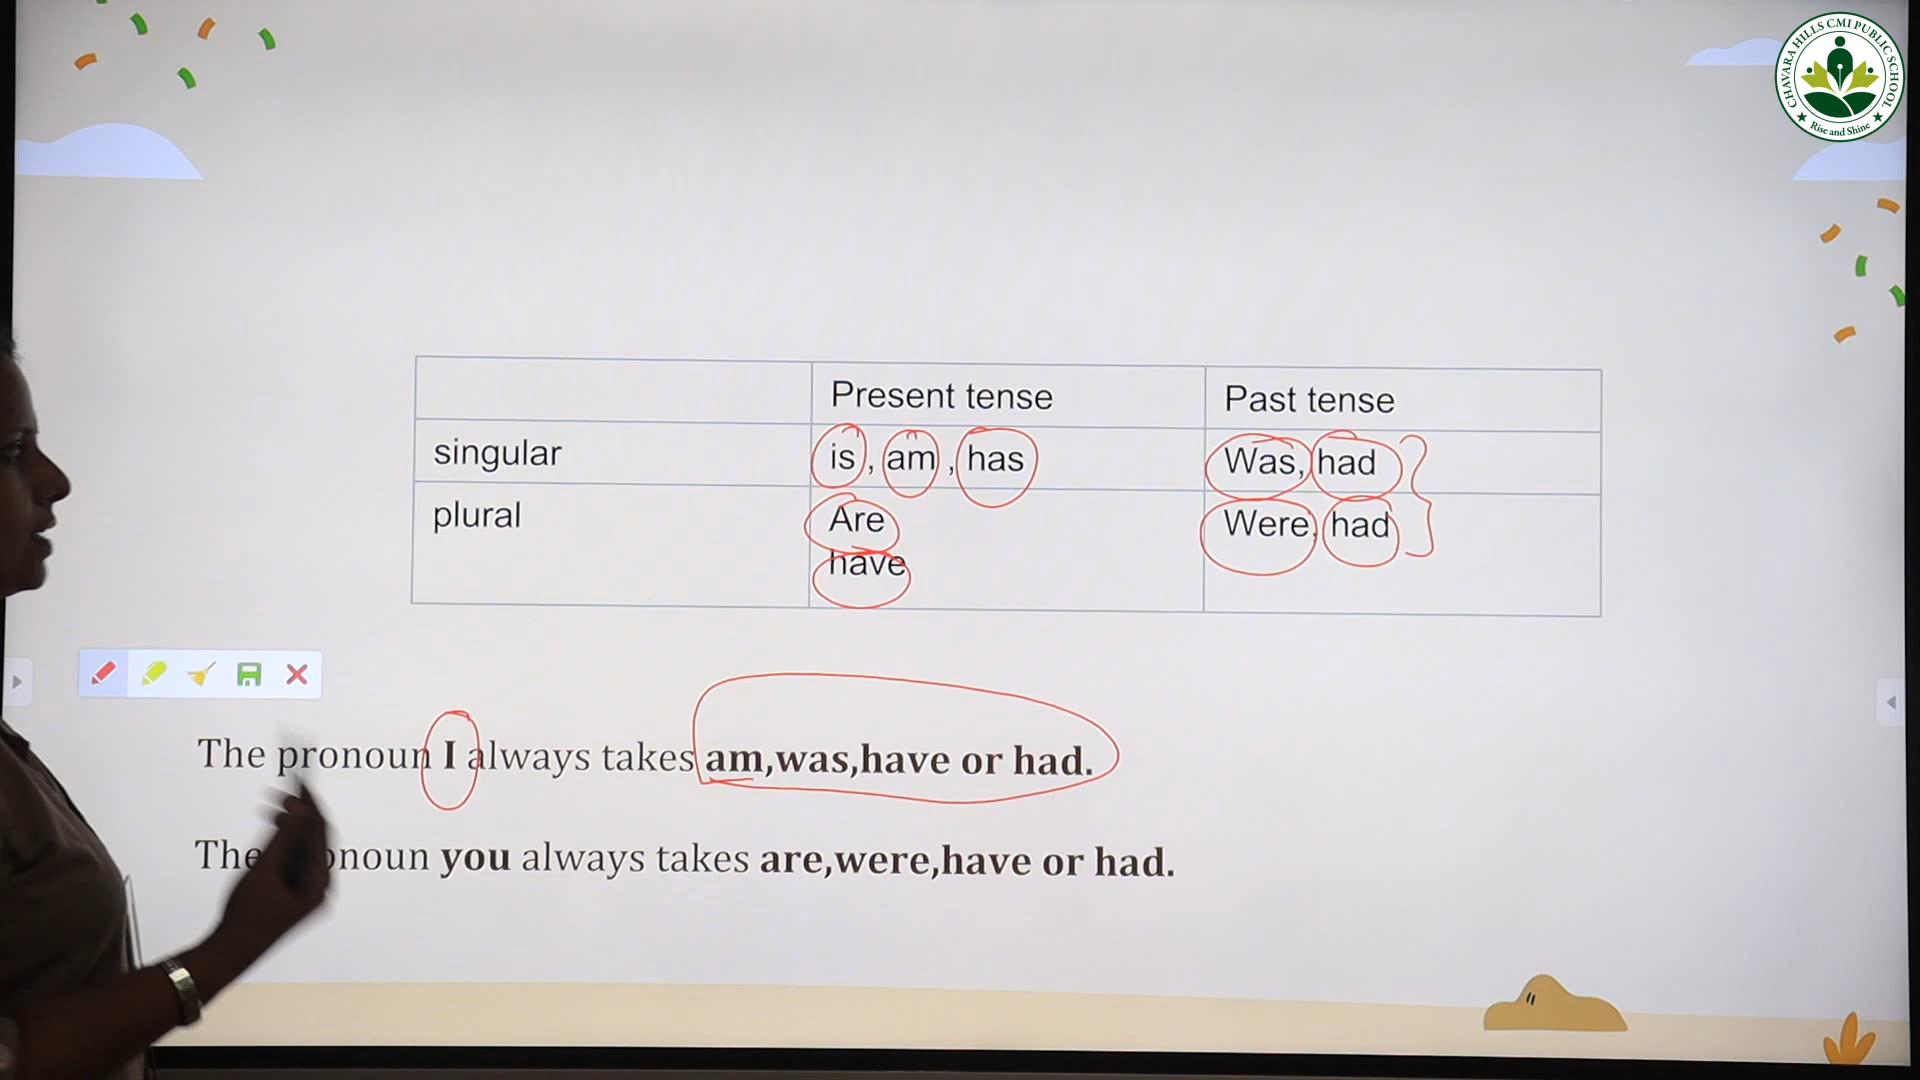 CHAVARA HILLS CMI PUBLIC SCHOOL
Rise and Shine
Present tense Past tense
singular is, am, has Was, had
plural Are Were, had
have
The pronoun I always takes am,was,have or had.
The you always takes are,were,have or had.